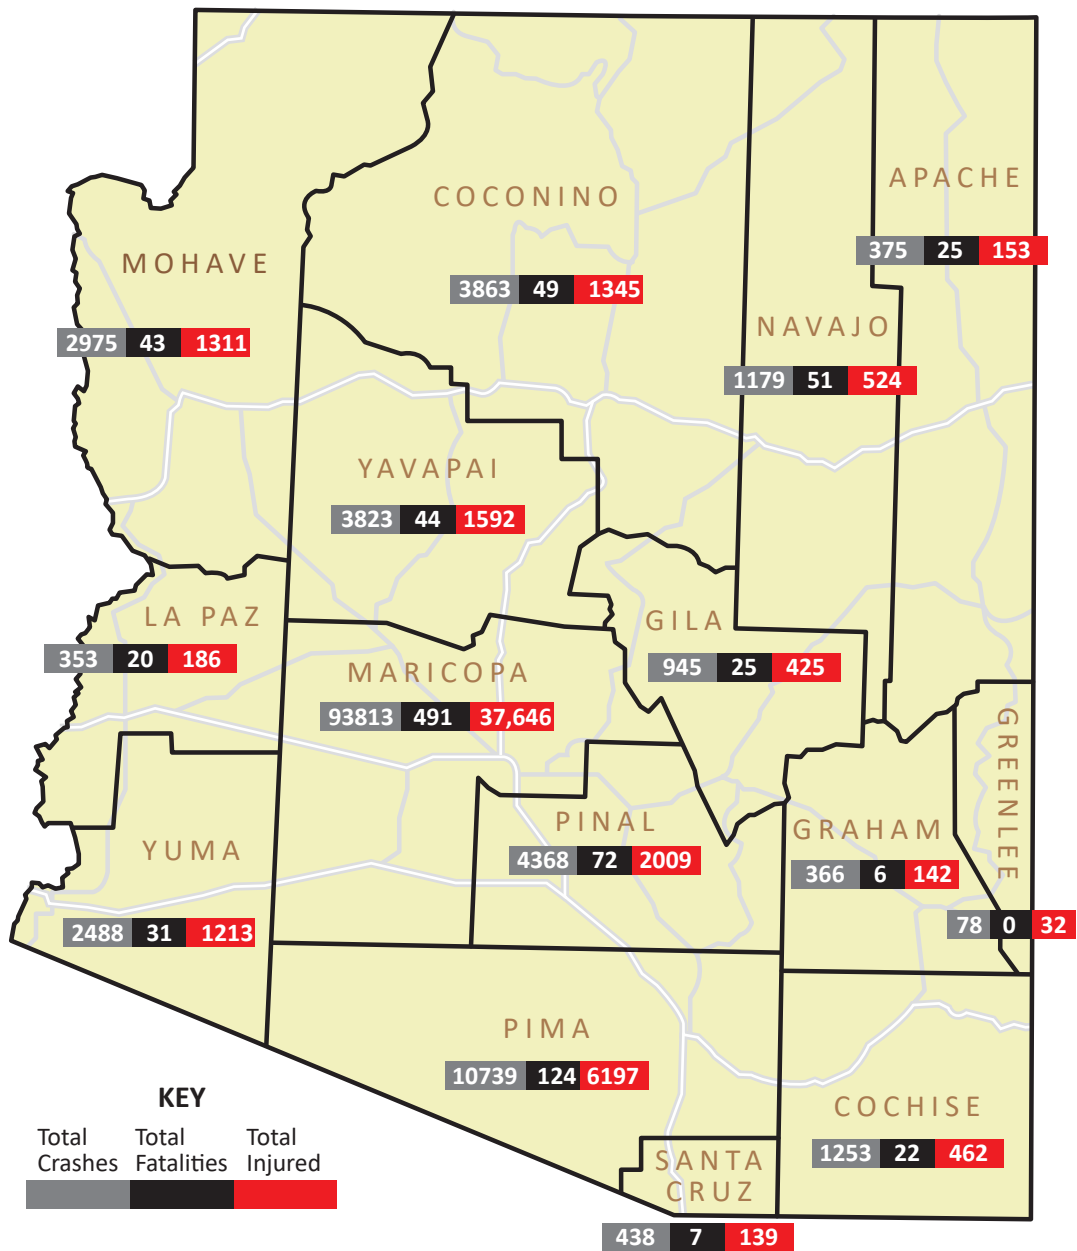 COCONINO
3863 49 1345
APACHE
375 25 153
MOHAVE
2975 43 1311
NAVAJO
1179 51 524
YAVAPAI
3823 44 1592
LA PAZ
353 20 186
GILA
945 25 425
MARICOPA
93813 491 37,646
GREENLEE
78 0 32
PINAL
4368 72 2009
GRAHAM
366 6 142
YUMA
2488 31 1213
PIMA
10739 124 6197
COCHISE
1253 22 462
SANTA
CRUZ
438 7 139
KEY
Total Total Total
Crashes Fatalities Injured